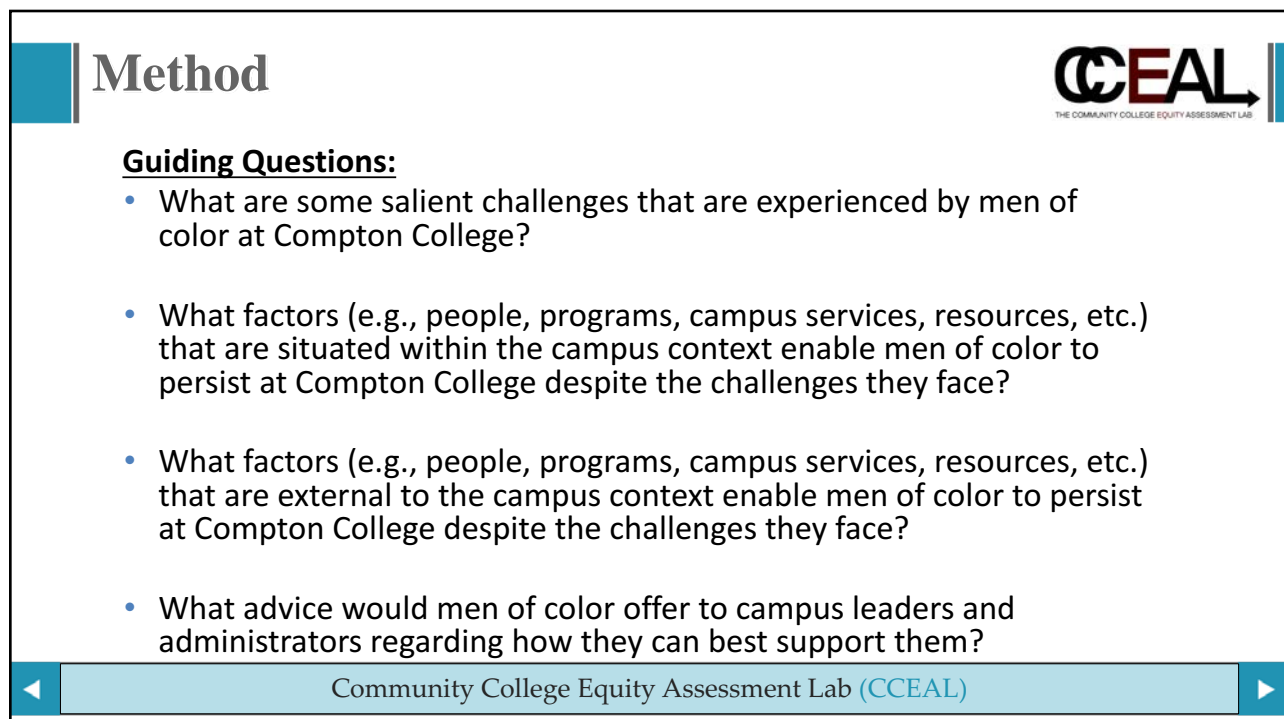 Method
CCEAL
THE COMMUNITY COLLEGE EQUITY ASSESSMENT LAB
Guiding Questions:
• What are some salient challenges that are experienced by men of
color at Compton College?
• What factors (e.g., people, programs, campus services, resources, etc.)
that are situated within the campus context enable men of color to
persist at Compton College despite the challenges they face?
• What factors (e.g., people, programs, campus services, resources, etc.)
that are external to the campus context enable men of color to persist
at Compton College despite the challenges they face?
• What advice would men of color offer to campus leaders and
administrators regarding how they can best support them?
Community College Equity Assessment Lab (CCEAL)